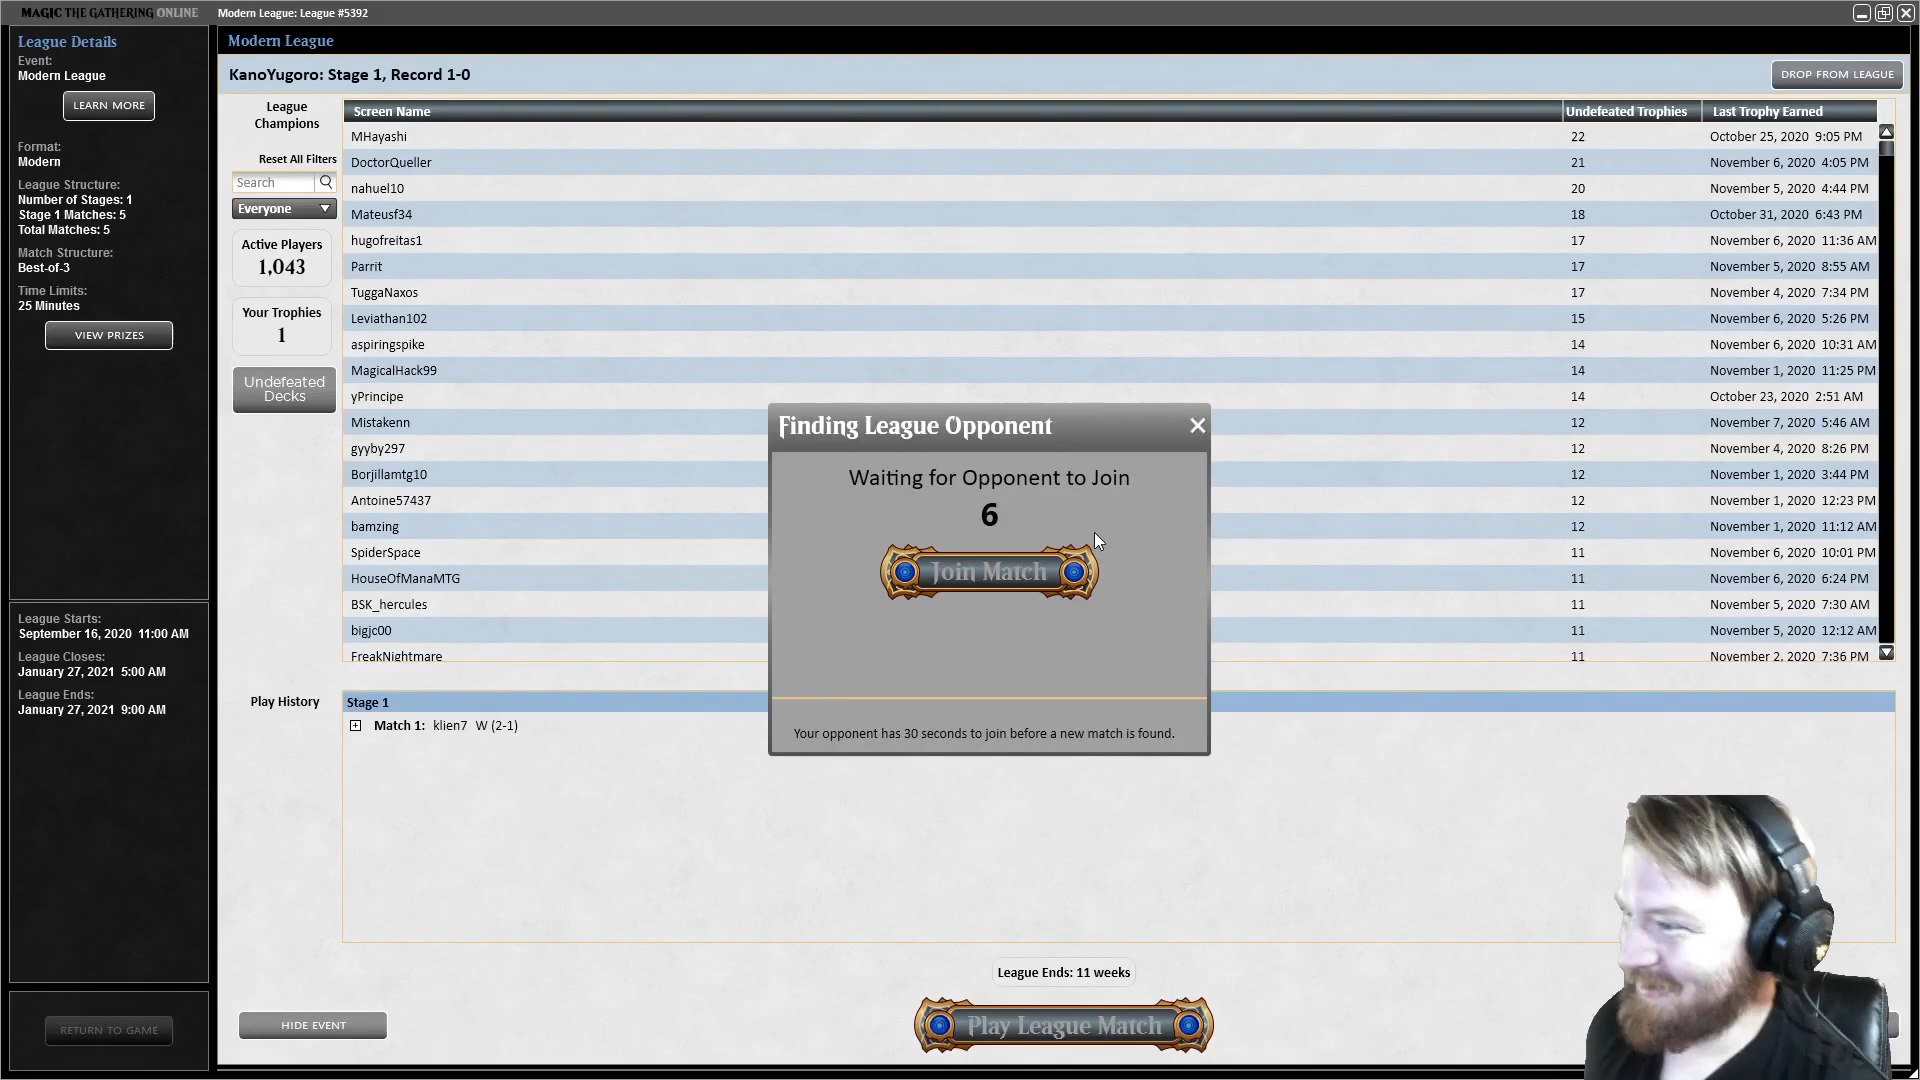 MAGIC THE GATHERING ONLINE
Modern League: League #5392
League Details
Event:
Modern League
LEARN MORE
Format:
Modern
League Structure:
Number of Stages: 1
Stage 1 Matches: 5
Total Matches: 5
Match Structure:
Best-of-3
Time Limits:
25 Minutes
VIEW PRIZES
League Starts:
September 16, 2020 11:00 AM
League Closes:
January 27, 2021 5:00 AM
League Ends:
January 27, 2021 9:00 AM
RETURN TO GAME
Modern League
KanoYugoro: Stage 1, Record 1-0
DROP FROM LEAGUE
League
Champions
Reset All Filters
Search
Everyone
Active Players
1,043
Your Trophies
1
Undefeated
Decks
Screen Name Undefeated Trophies Last Trophy Earned
MHayashi 22 October 25, 2020 9:05 PM
DoctorQueller 21 November 6, 2020 4:05 PM
nahuel10 20 November 5, 2020 4:44 PM
Mateusf34 18 October 31, 2020 6:43 PM
hugofreitas1 17 November 6, 2020 11:36 AM
Parrit 17 November 5, 2020 8:55 AM
TuggaNaxos 17 November 4, 2020 7:34 PM
Leviathan102 15 November 6, 2020 5:26 PM
aspiringspike 14 November 6, 2020 10:31 AM
MagicalHack99 14 November 1, 2020 11:25 PM
yPrincipe 14 October 23, 2020 2:51 AM
Mistakenn 12 November 7, 2020 5:46 AM
gyyby297 12 November 4, 2020 8:26 PM
Borjillamtg10 12 November 1, 2020 3:44 PM
Antoine57437 12 November 1, 2020 12:23 PM
bamzing 12 November 1, 2020 11:12 AM
SpiderSpace 11 November 6, 2020 10:01 PM
HouseOfManaMTG 11 November 6, 2020 6:24 PM
BSK_hercules 11 November 5, 2020 7:30 AM
bigjc00 11 November 5, 2020 12:12 AM
FreakNightmare 11 November 2, 2020 7:36 PM
Finding League Opponent
Waiting for Opponent to Join
6
Join Match
Your opponent has 30 seconds to join before a new match is found.
Play History
Stage 1
Match 1: klien7 W (2-1)
League Ends: 11 weeks
HIDE EVENT
Play League Match